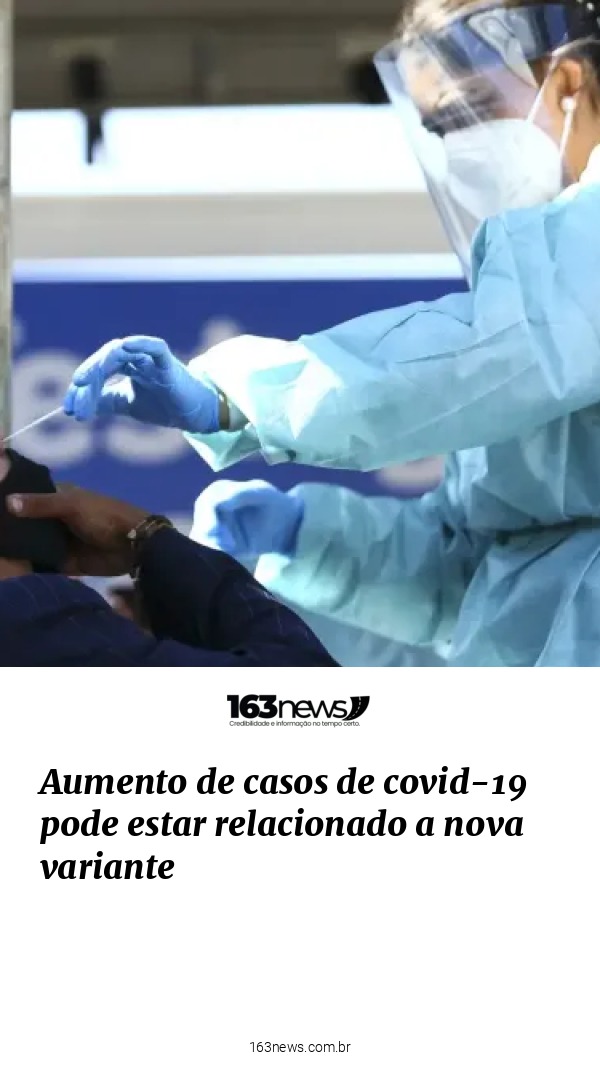 163news
Credibilidade e informação no tempo certo.
Aumento de casos de covid-19
pode estar relacionado a nova
variante
163news.com.br